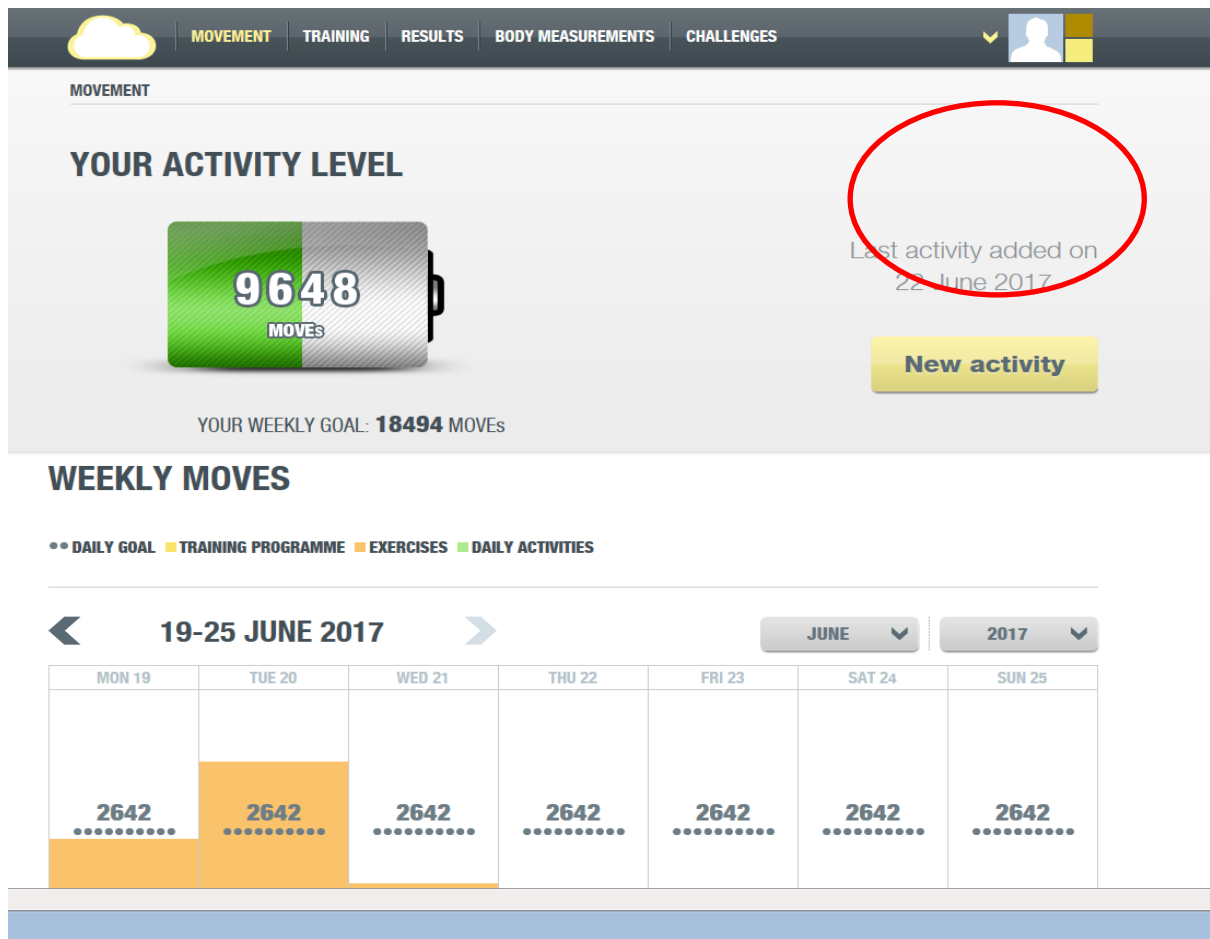 MOVEMENT TRAINING RESULTS BODY MEASUREMENTS CHALLENGES
MOVEMENT
YOUR ACTIVITY LEVEL
9648
MOVEs
Last activity added on
22 June 2017
New activity
YOUR WEEKLY GOAL: 18494 MOVEs
WEEKLY MOVES
DAILY GOAL TRAINING PROGRAMME EXERCISES DAILY ACTIVITIES
19-25 JUNE 2017 JUNE 2017
MON 19 TUE 20 WED 21 THU 22 FRI 23 SAT 24 SUN 25
2642 2642 2642 2642 2642 2642 2642